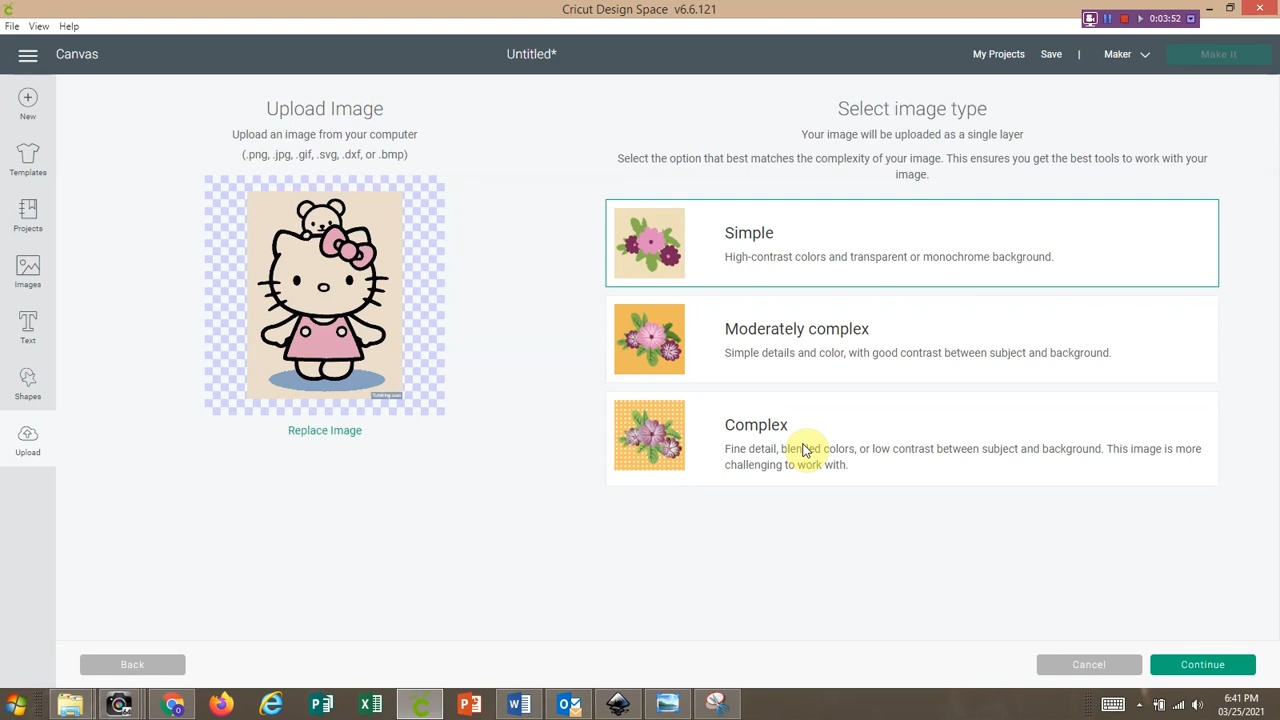 Cricut Design Space v6.6.121
0:03:52
File View Help
Canvas
Untitled*
My Projects Save | Maker Make It
New
Templates
Projects
Images
Text
Shapes
Upload
Upload Image
Upload an image from your computer
(.png, .jpg, .gif, .svg, .dxf, or .bmp)
Replace Image
Select image type
Your image will be uploaded as a single layer
Select the option that best matches the complexity of your image. This ensures you get the best tools to work with your
image.
Simple
High-contrast colors and transparent or monochrome background.
Moderately complex
Simple details and color, with good contrast between subject and background.
Complex
Fine detail, blended colors, or low contrast between subject and background. This image is more
challenging to work with.
Back
Cancel Continue
6:41 PM
03/25/2021